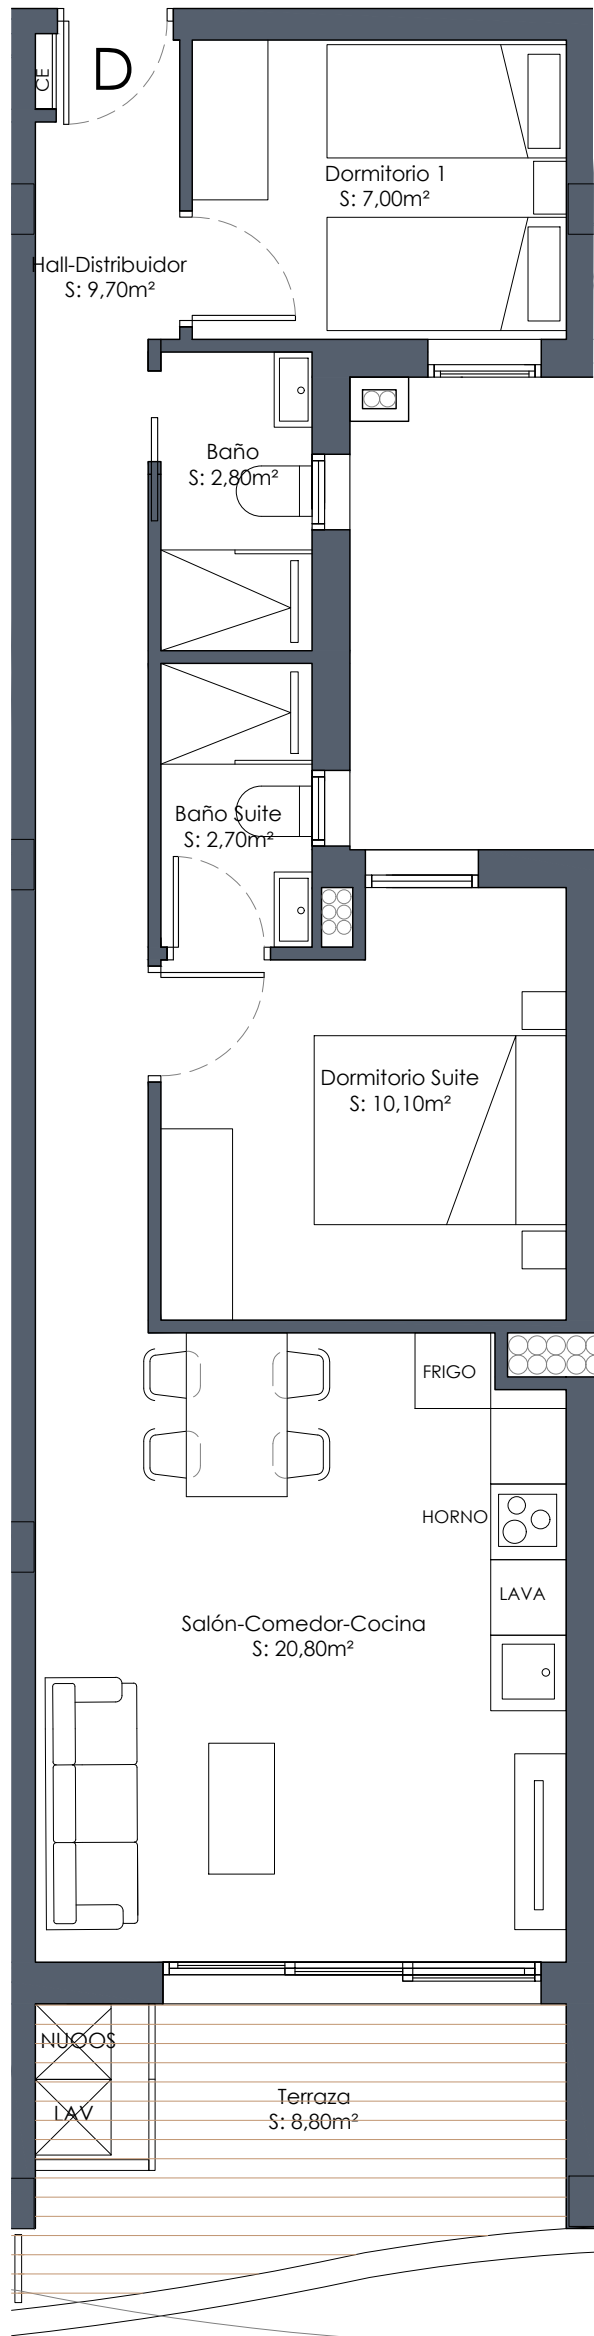 CE
D
Dormitorio 1
S: 7,00m²
Hall-Distribuidor
S: 9,70m²
Baño
S: 2,80m²
Baño Suite
S: 2,70m²
Dormitorio Suite
S: 10,10m²
FRIGO
HORNO
LAVA
Salón-Comedor-Cocina
S: 20,80m²
NUOOS
LAV
Terraza
S: 8,80m²